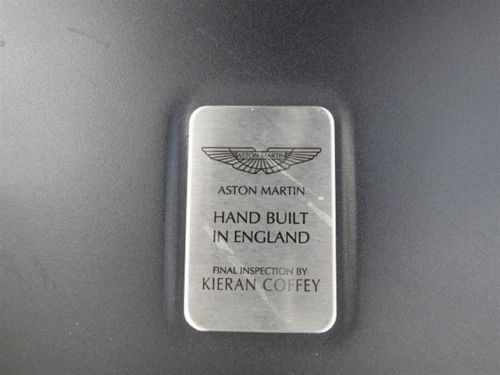 ASTON MARTIN
ASTON MARTIN
HAND BUILT
IN ENGLAND
FINAL INSPECTION BY
KIERAN COFFEY